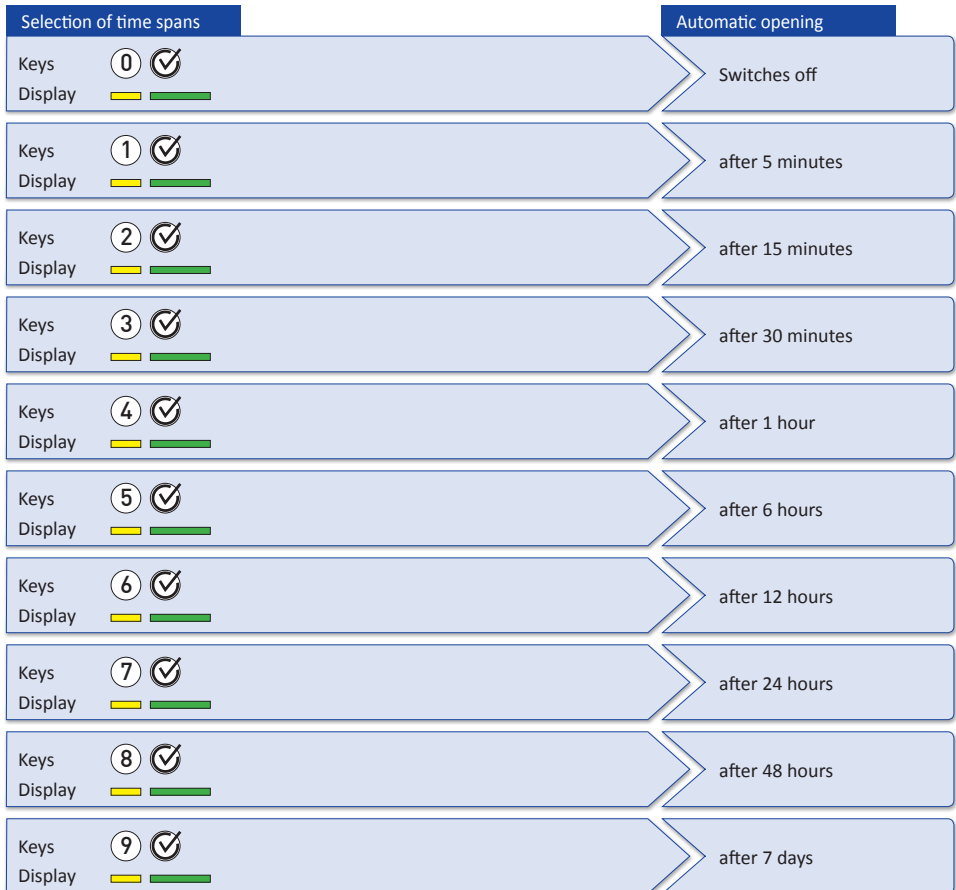 Selection of time spans Automatic opening
Keys 0
Display
Switches off
Keys 1
Display
after 5 minutes
Keys 2
Display
after 15 minutes
Keys 3
Display
after 30 minutes
Keys 4
Display
after 1 hour
Keys 5
Display
after 6 hours
Keys 6
Display
after 12 hours
Keys 7
Display
after 24 hours
Keys 8
Display
after 48 hours
Keys 9
Display
after 7 days